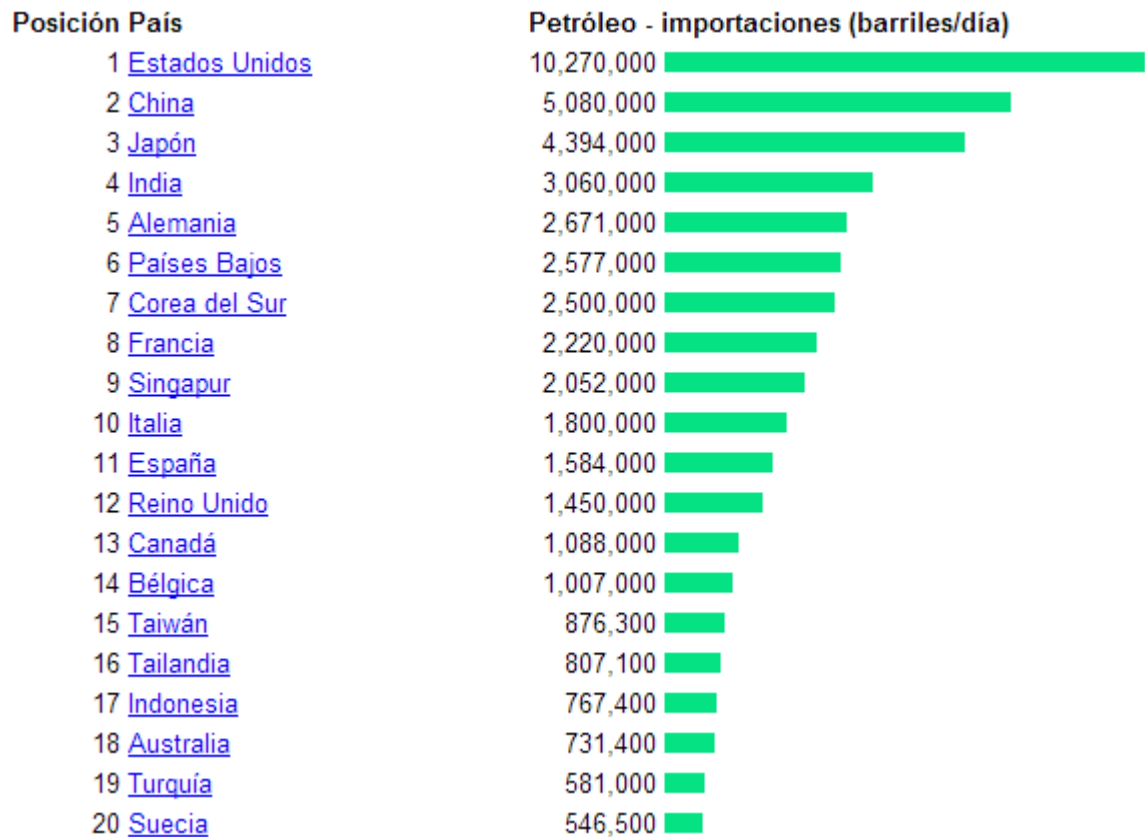 Posición País Petróleo - importaciones (barriles/día)
1 Estados Unidos 10,270,000
2 China 5,080,000
3 Japón 4,394,000
4 India 3,060,000
5 Alemania 2,671,000
6 Países Bajos 2,577,000
7 Corea del Sur 2,500,000
8 Francia 2,220,000
9 Singapur 2,052,000
10 Italia 1,800,000
11 España 1,584,000
12 Reino Unido 1,450,000
13 Canadá 1,088,000
14 Bélgica 1,007,000
15 Taiwán 876,300
16 Tailandia 807,100
17 Indonesia 767,400
18 Australia 731,400
19 Turquía 581,000
20 Suecia 546,500